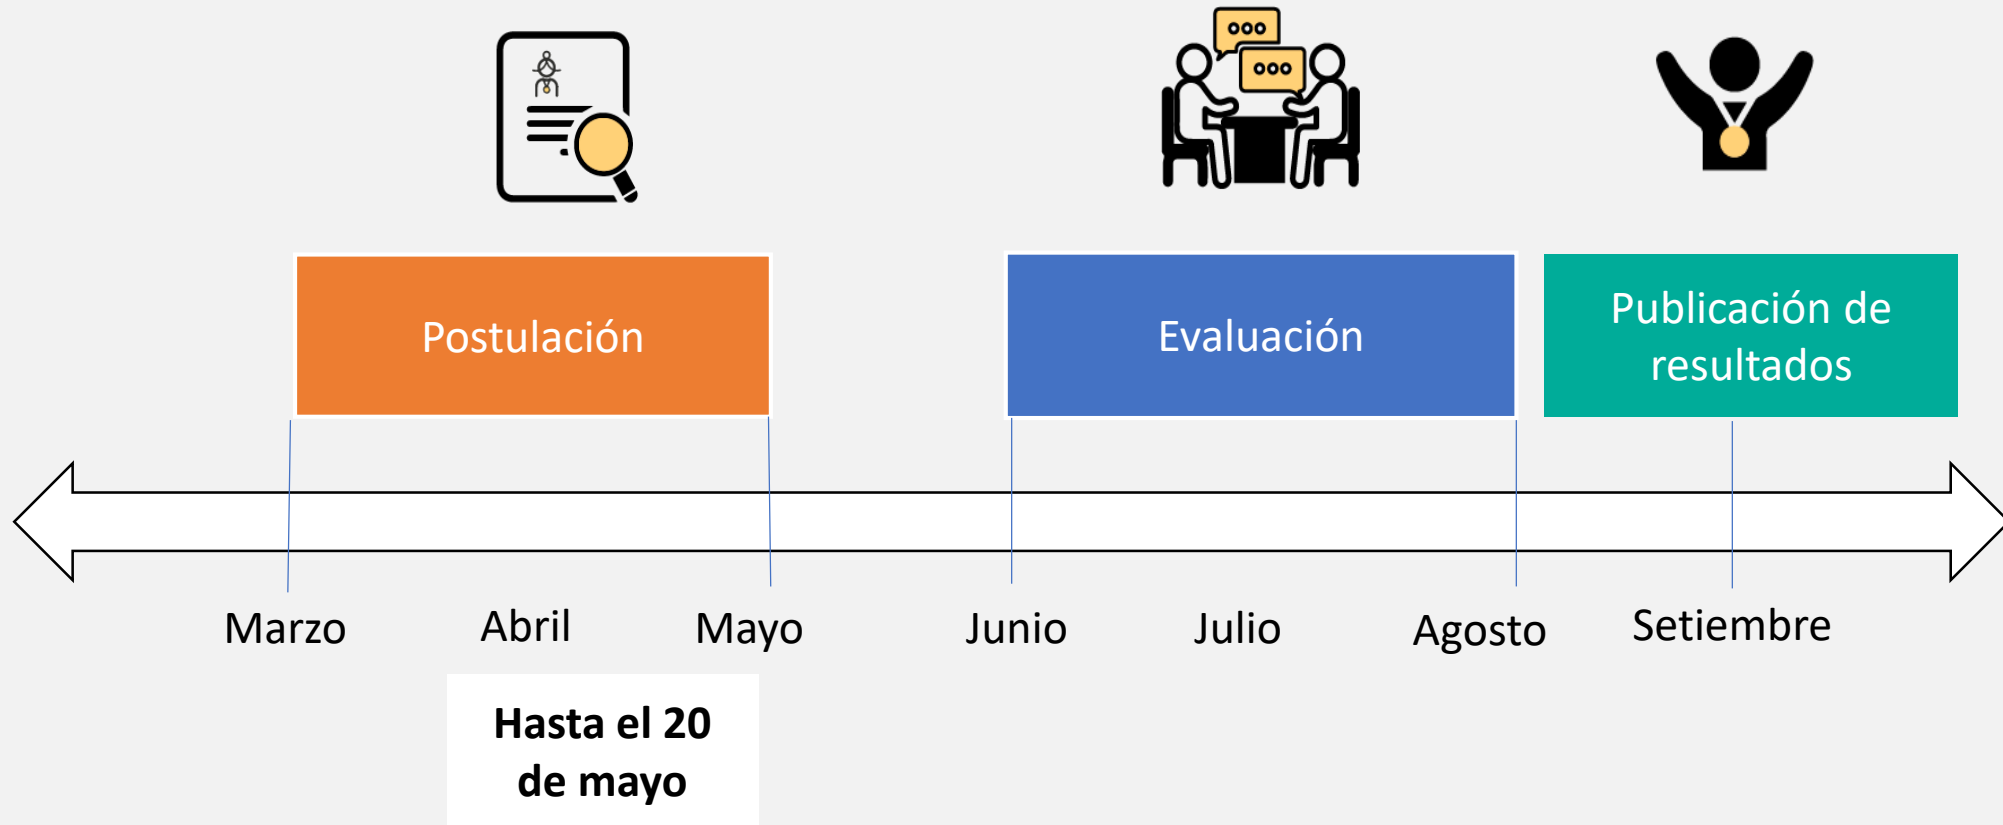 Postulación
Evaluación
Publicación de
resultados
Marzo
Abril
Mayo
Junio
Julio
Agosto
Setiembre
Hasta el 20
de mayo